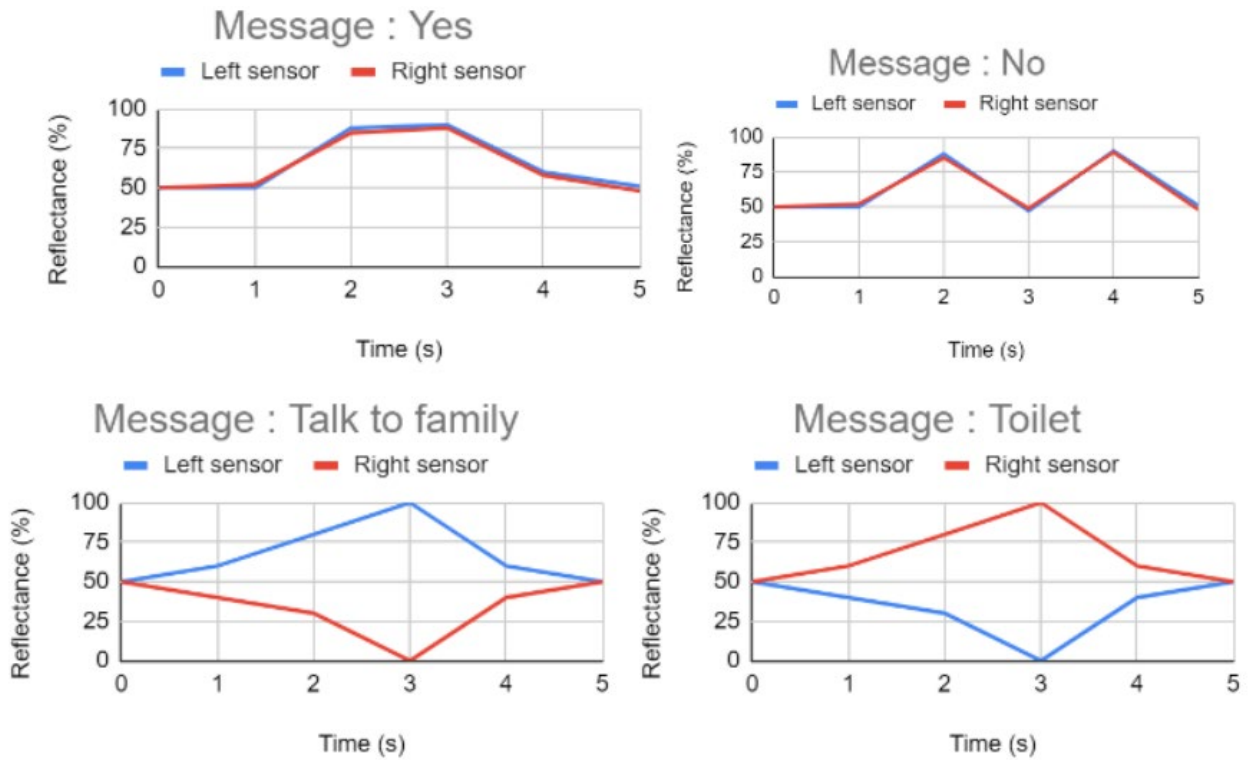 Message : Yes
Left sensor Right sensor
100
75
50
25
0
Reflectance (%)
0 1 2 3 4 5
Time (s)
Message : No
Left sensor Right sensor
100
75
50
25
0
Reflectance (%)
0 1 2 3 4 5
Time (s)
Message : Talk to family
Left sensor Right sensor
100
75
50
25
0
Reflectance (%)
0 1 2 3 4 5
Time (s)
Message : Toilet
Left sensor Right sensor
100
75
50
25
0
Reflectance (%)
0 1 2 3 4 5
Time (s)